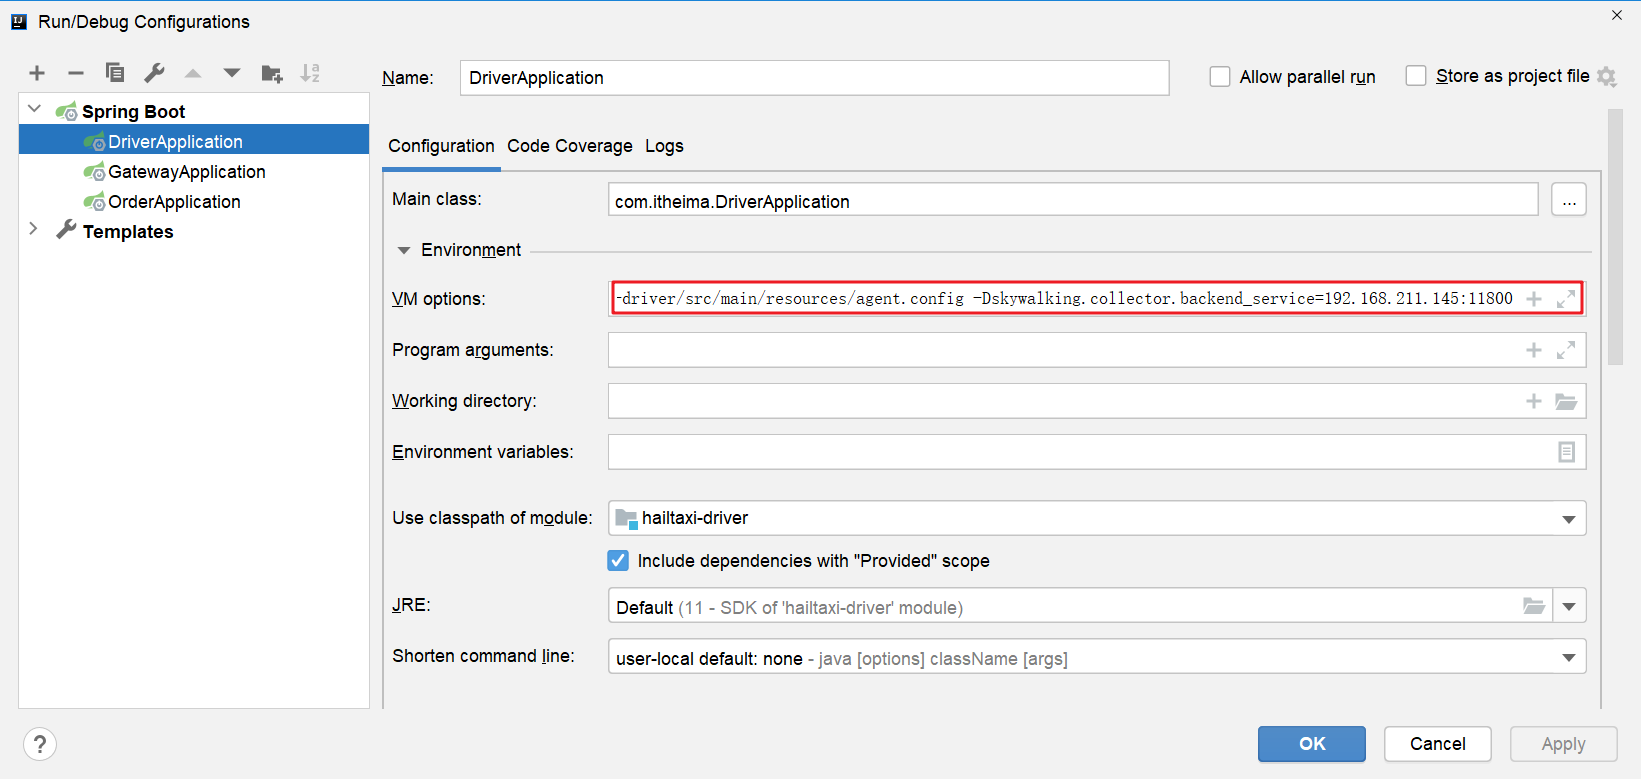 Run/Debug Configurations
Name: DriverApplication
Allow parallel run
Store as project file
Spring Boot
DriverApplication
GatewayApplication
OrderApplication
Templates
Configuration Code Coverage Logs
Main class: com.itheima.DriverApplication ...
Environment
VM options: -driver/src/main/resources/agent.config -Dskywalking.collector.backend_service=192.168.211.145:11800
Program arguments:
Working directory:
Environment variables:
Use classpath of module: hailtaxi-driver
Include dependencies with "Provided" scope
JRE: Default (11 - SDK of 'hailtaxi-driver' module)
Shorten command line: user-local default: none - java [options] className [args]
? OK Cancel Apply